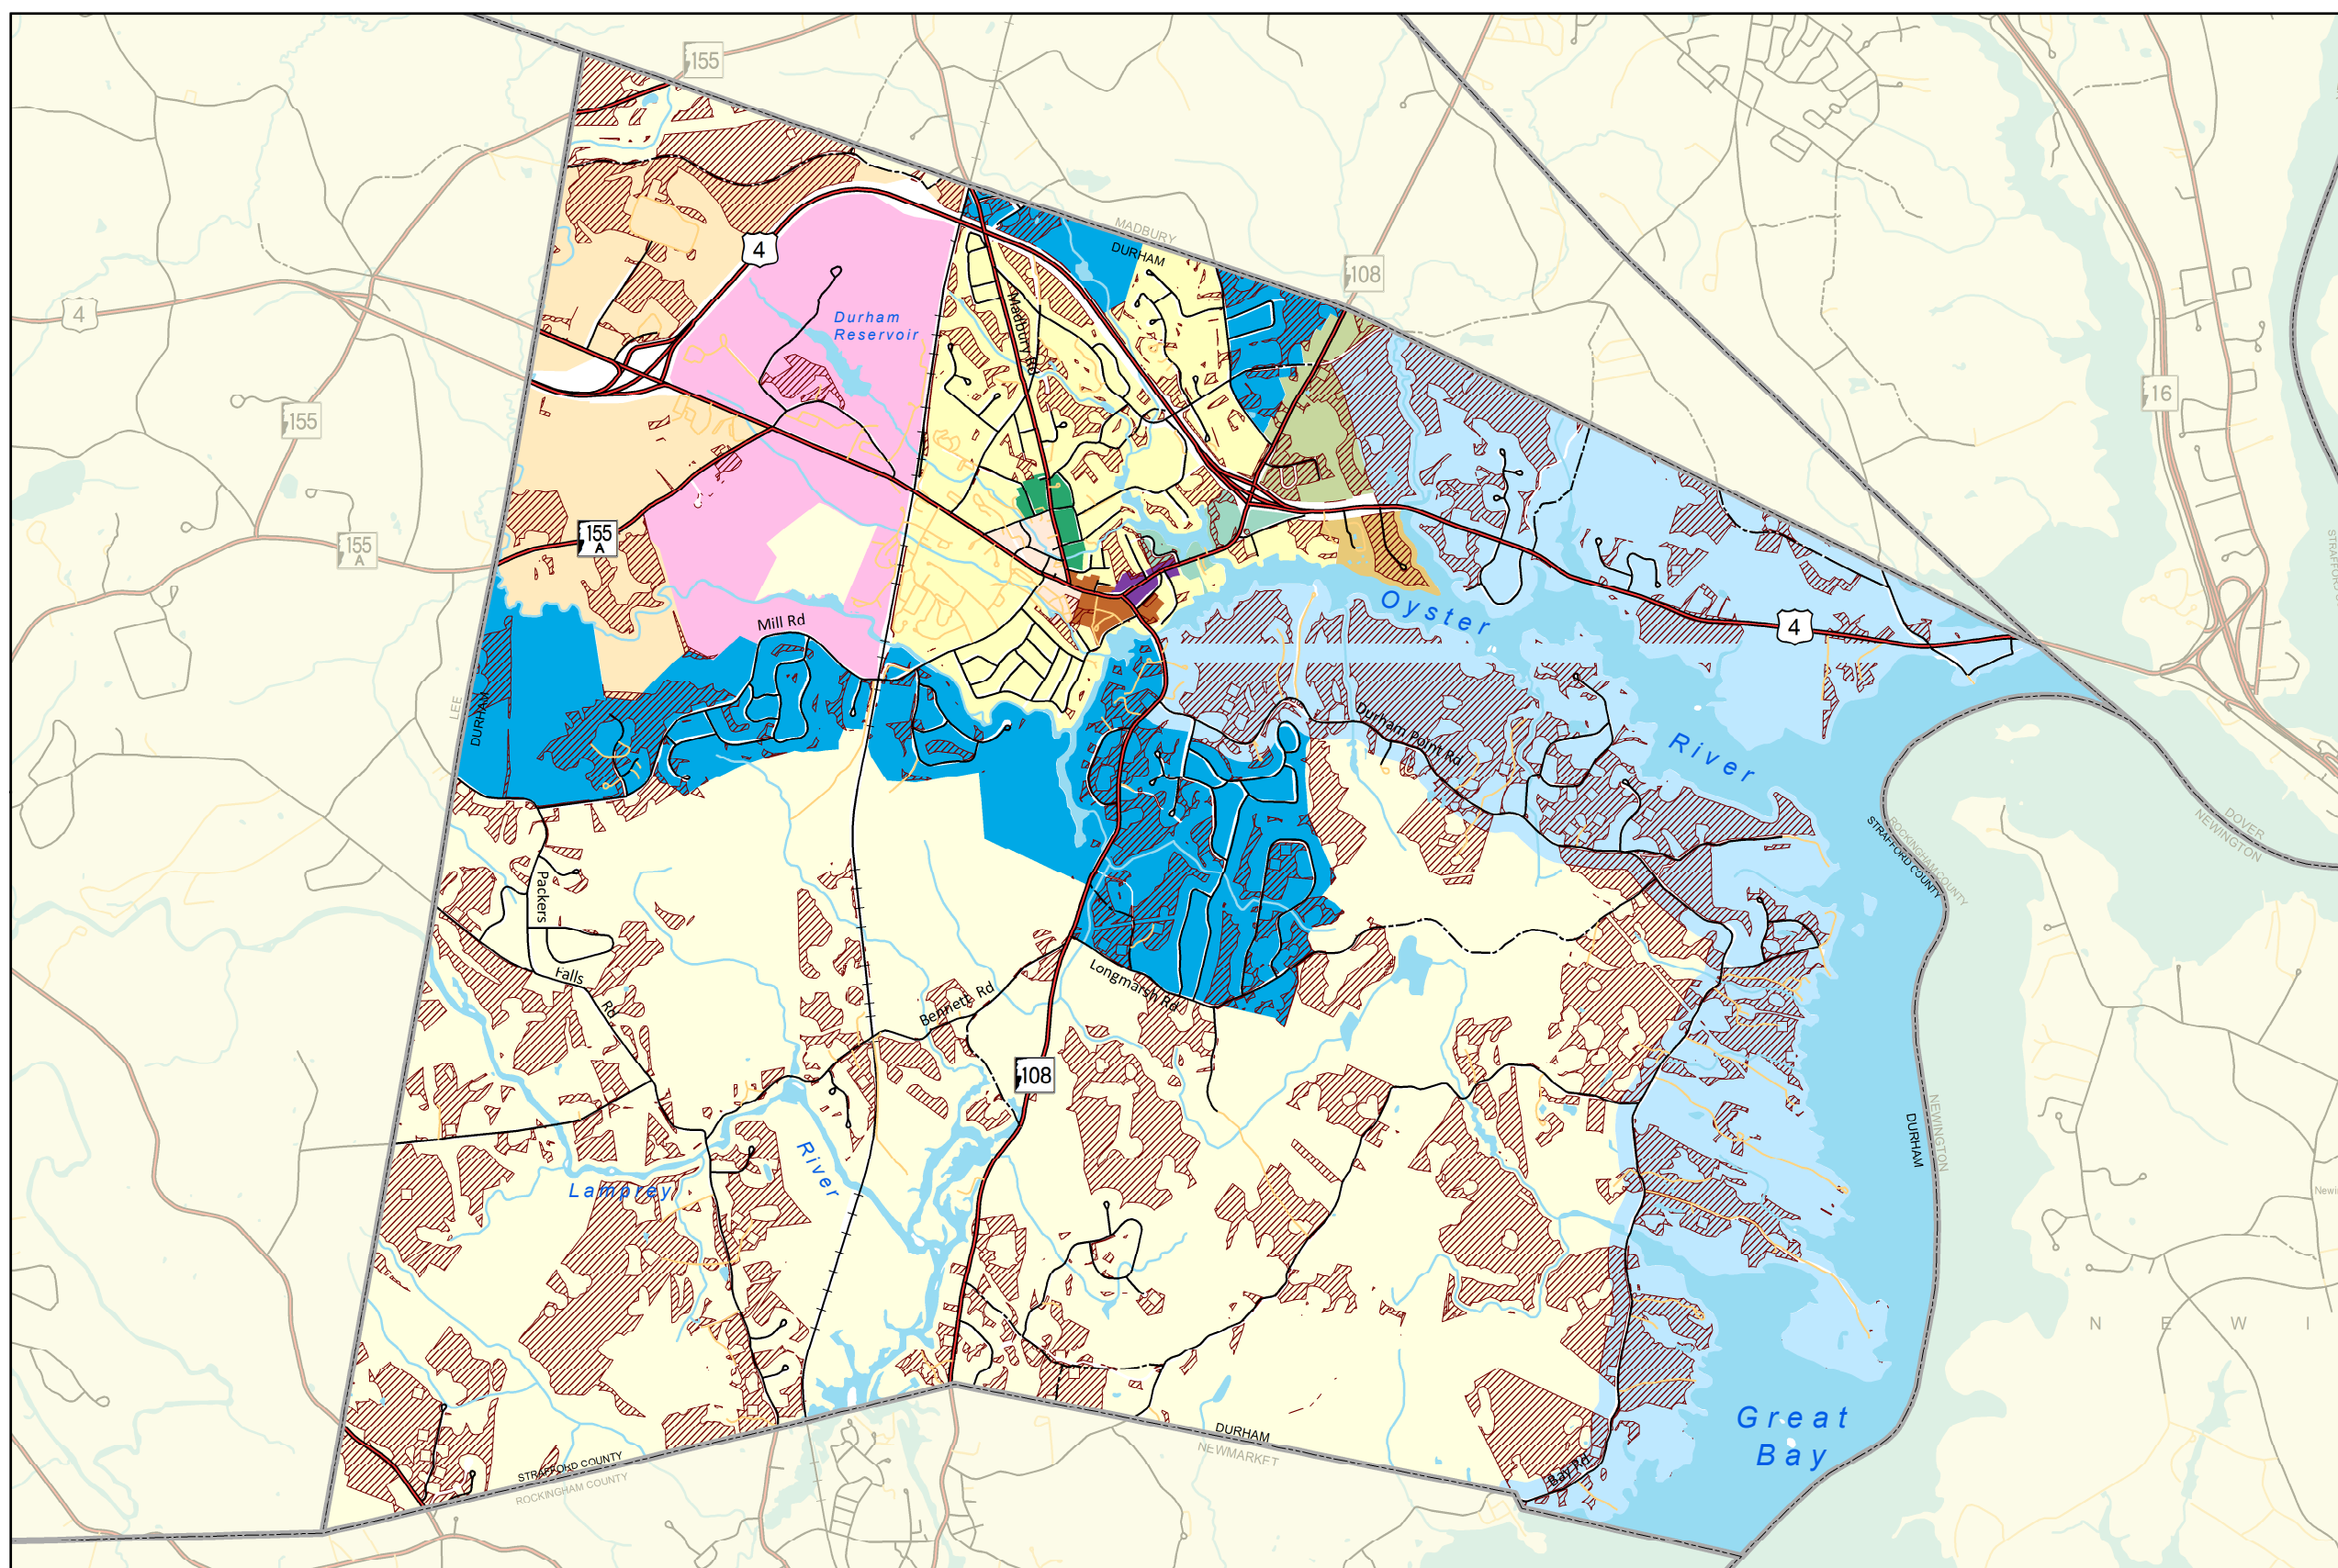 155
MADBURY
DURHAM
4
108
4
Durham
Reservoir
Madbury Rd
16
155
155
A
155
A
STRAFFORD
Mill Rd
Oyster
4
LEE
DURHAM
Durham Point Rd
River
DOVER
NEWINGTON
ROCKINGHAM COUNTY
STRAFFORD COUNTY
Packers
Falls
Rd
Longmarsh Rd
Bennett Rd
108
NEWINGTON
DURHAM
River
Lamprey
N E W I
Great
Bay
DURHAM
NEWMARKET
STRAFFORD COUNTY
ROCKINGHAM COUNTY
Bay Rd